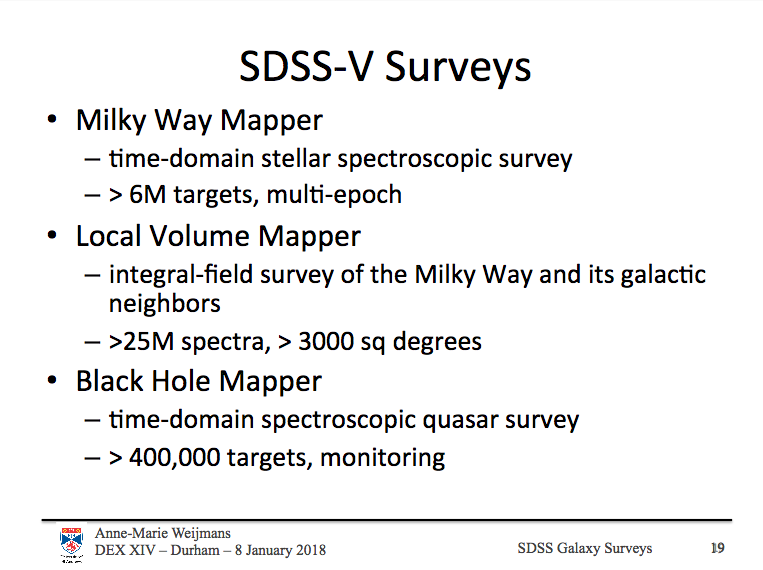 SDSS-V Surveys
• Milky Way Mapper
– time-domain stellar spectroscopic survey
– > 6M targets, multi-epoch
• Local Volume Mapper
– integral-field survey of the Milky Way and its galactic
neighbors
– >25M spectra, > 3000 sq degrees
• Black Hole Mapper
– time-domain spectroscopic quasar survey
– > 400,000 targets, monitoring
Anne-Marie Weijmans
DEX XIV – Durham – 8 January 2018
SDSS Galaxy Surveys